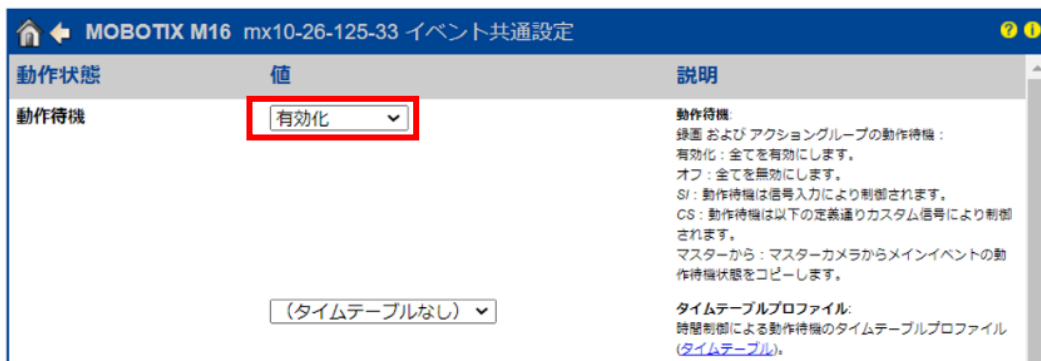 MOBOTIX M16 mx10-26-125-33 イベント共通設定 ? i
動作状態 値 説明
動作待機 有効化 動作待機:
録画 および アクショングループの動作待機：
有効化：全てを有効にします。
オフ：全てを無効にします。
SI：動作待機は信号入力により制御されます。
CS：動作待機は以下の定義通りカスタム信号により制御
されます。
マスターから：マスターカメラからメインイベントの動
作待機状態をコピーします。
（タイムテーブルなし） タイムテーブルプロファイル:
時間制御による動作待機のタイムテーブルプロファイル
(タイムテーブル)。